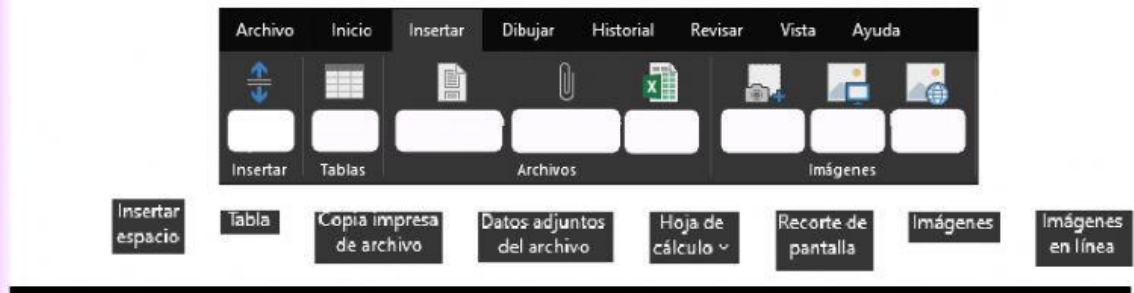 Archivo Inicio Insertar Dibujar Historial Revisar Vista Ayuda
Insertar Tablas Archivos Imágenes
Insertar espacio
Tabla
Copia impresa de archivo
Datos adjuntos del archivo
Hoja de cálculo
Recorte de pantalla
Imágenes
Imágenes en línea